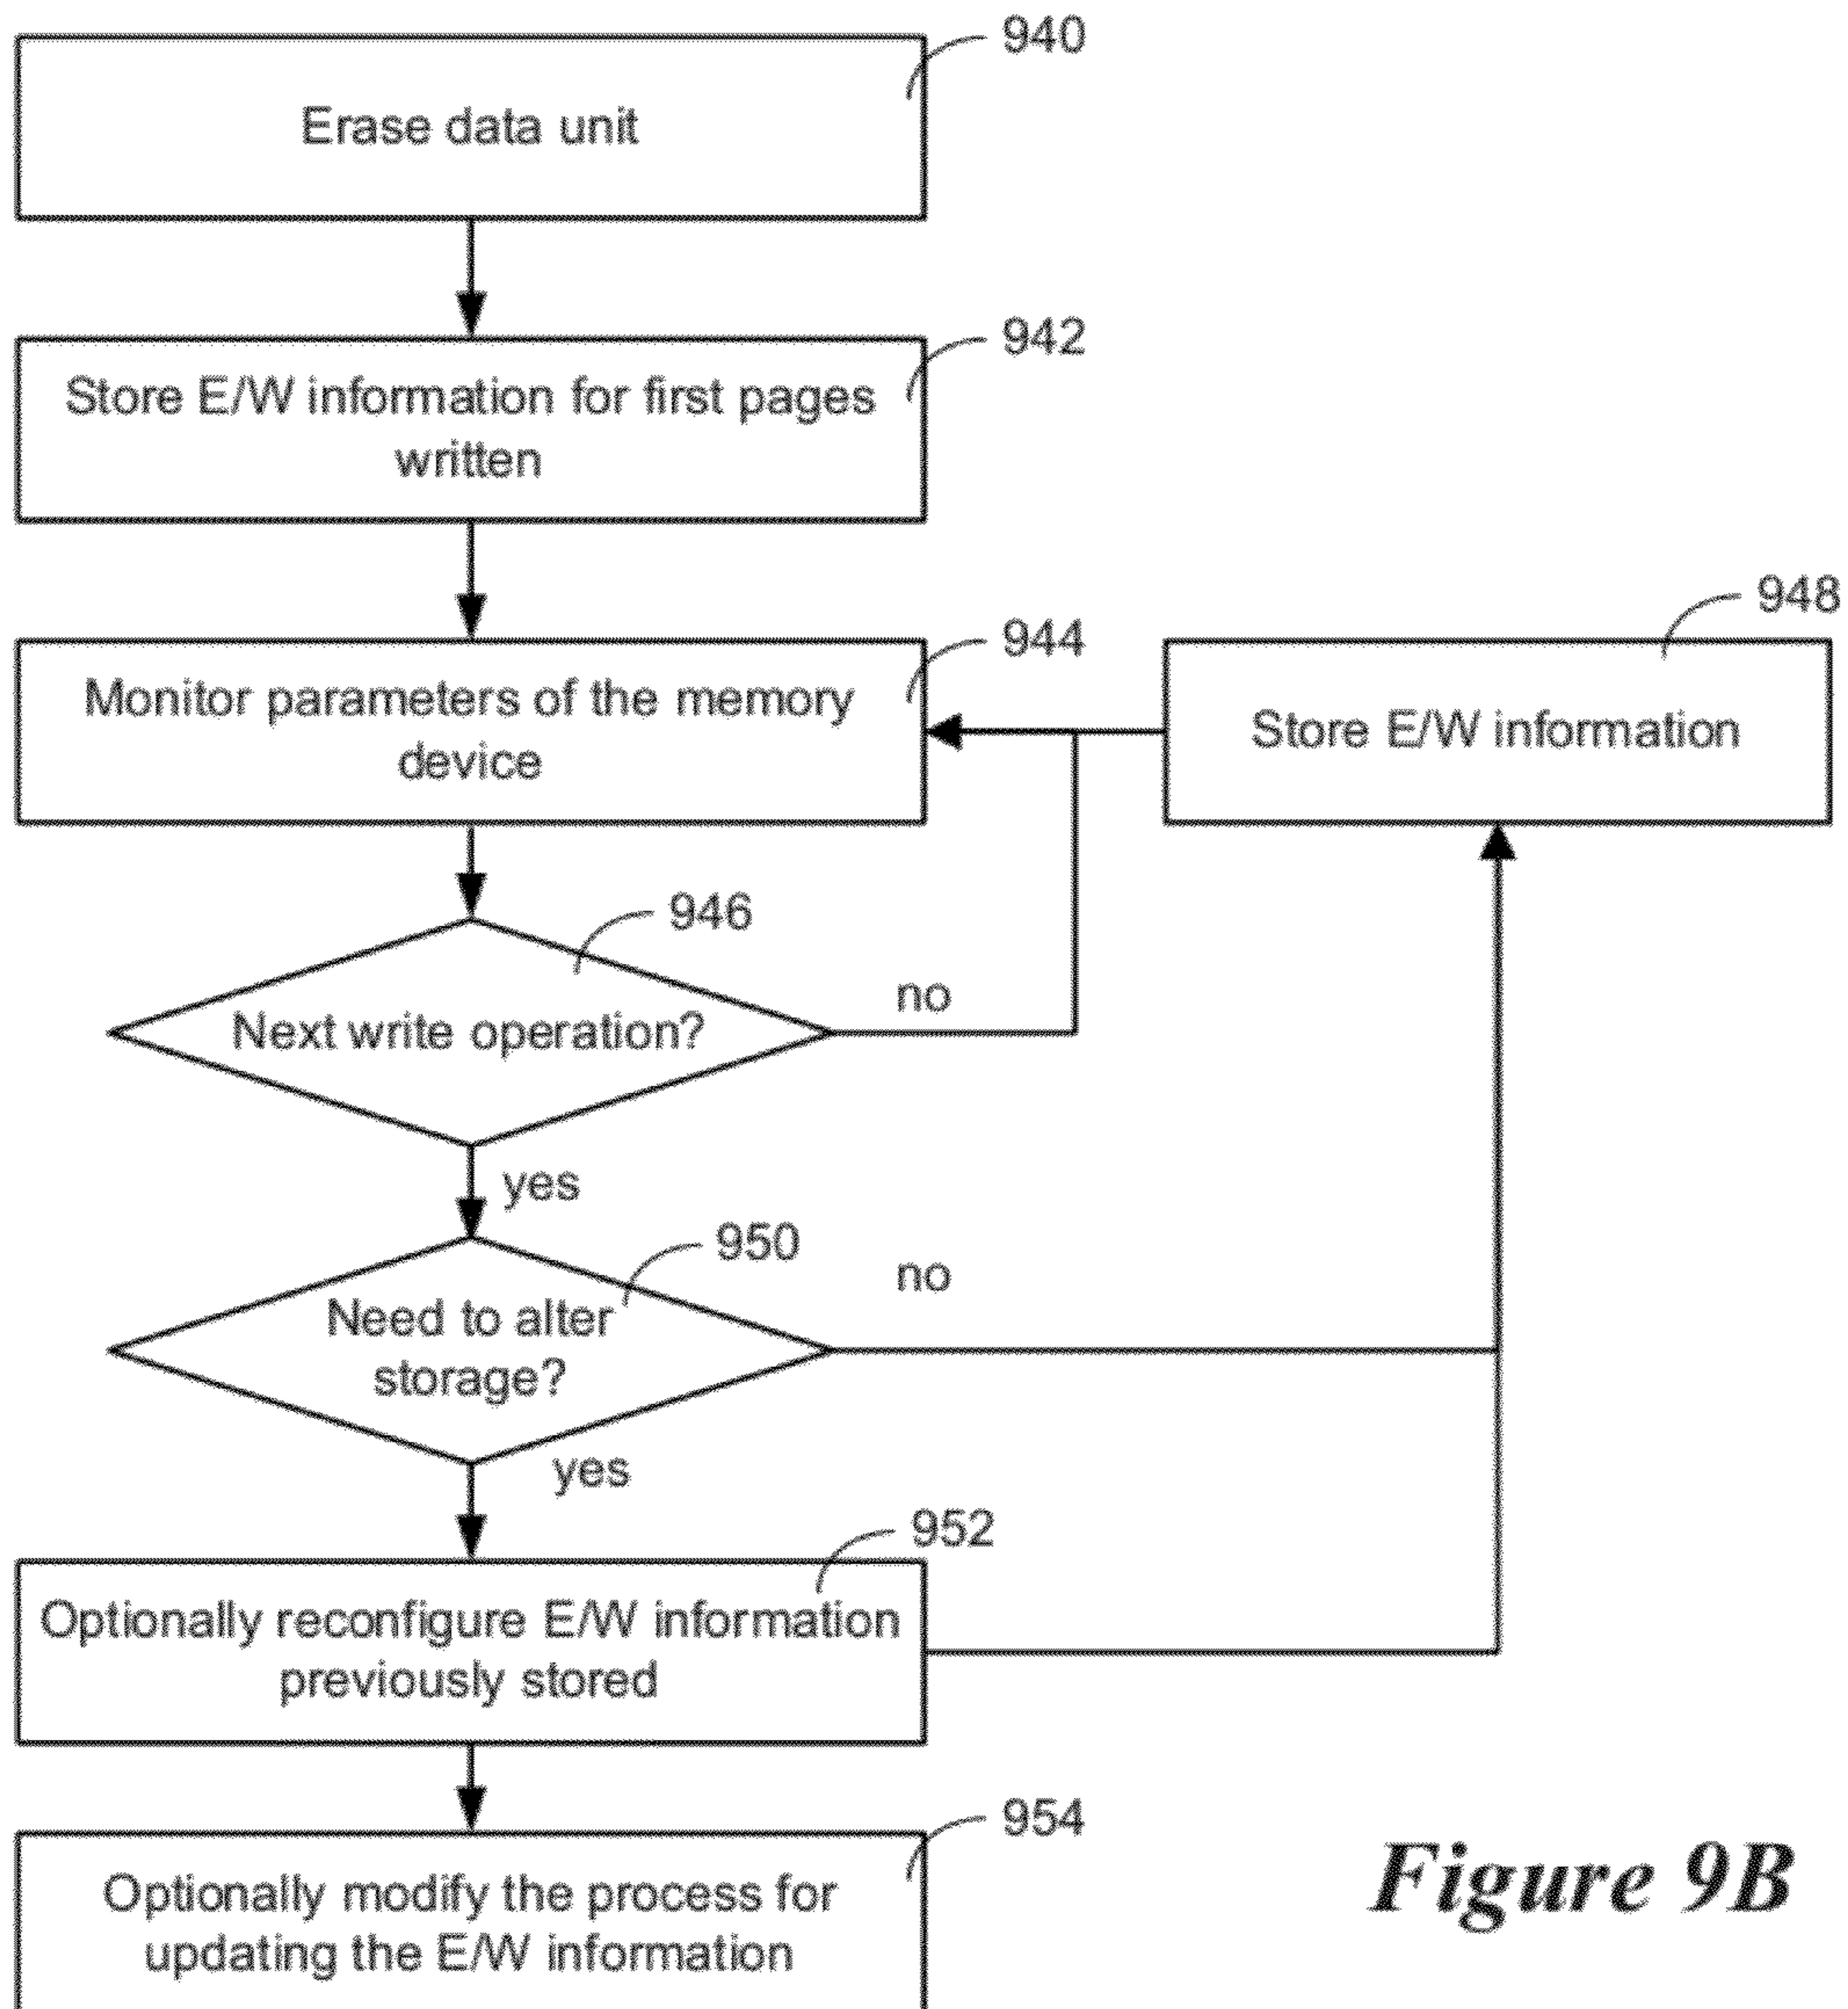 940
Erase data unit
942
Store E/W information for first pages
written
944
Monitor parameters of the memory
device
948
Store E/W information
946
Next write operation?
no
yes
950
Need to alter
storage?
no
yes
952
Optionally reconfigure E/W information
previously stored
954
Optionally modify the process for
updating the E/W information
Figure 9B